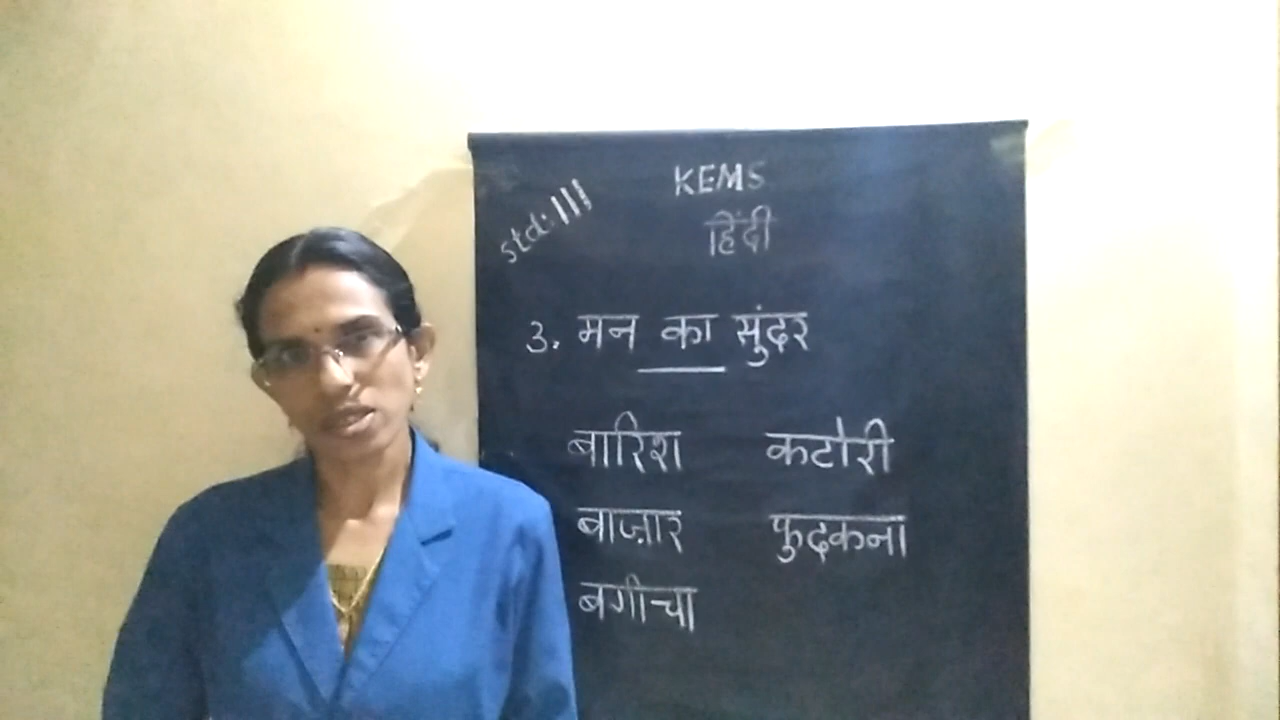 KEMS
std: III
हिंदी
3. मन का सुंदर
बारिश कटोरी
बाज़ार फुदकना
बगीचा